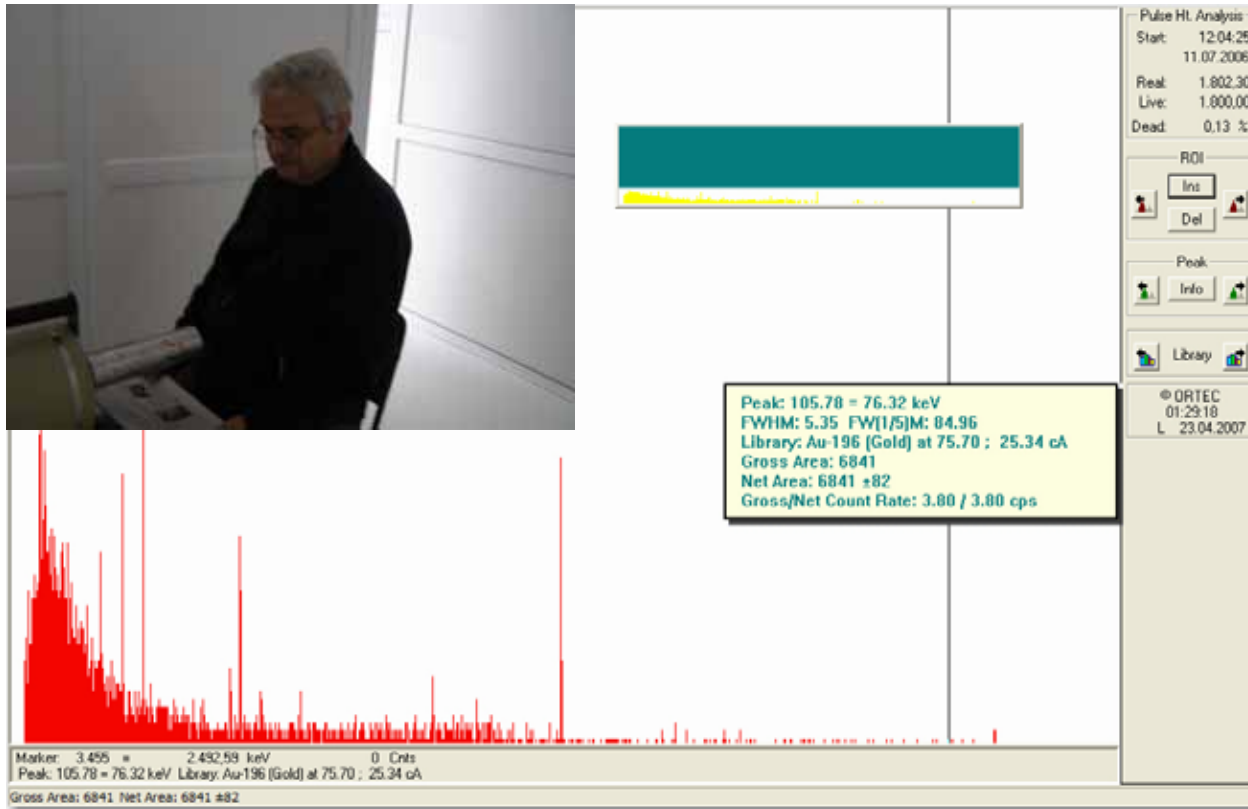 Pulse Ht. Analysis
Start: 12:04:25
11.07.2006
Real: 1.802,30
Live: 1.800,00
Dead: 0,13 %
ROI
Ins
Del
Peak
Info
Library
© ORTEC
01:29:18
L 23.04.2007
Peak: 105.78 = 76.32 keV
FWHM: 5.35 FW(1/5)M: 84.96
Library: Au-196 (Gold) at 75.70 ; 25.34 cA
Gross Area: 6841
Net Area: 6841 ±82
Gross/Net Count Rate: 3.80 / 3.80 cps
Marker: 3.455 = 2.492,59 keV 0 Cnts
Peak: 105.78 = 76.32 keV Library: Au-196 (Gold) at 75.70 ; 25.34 cA
Gross Area: 6841 Net Area: 6841 ±82